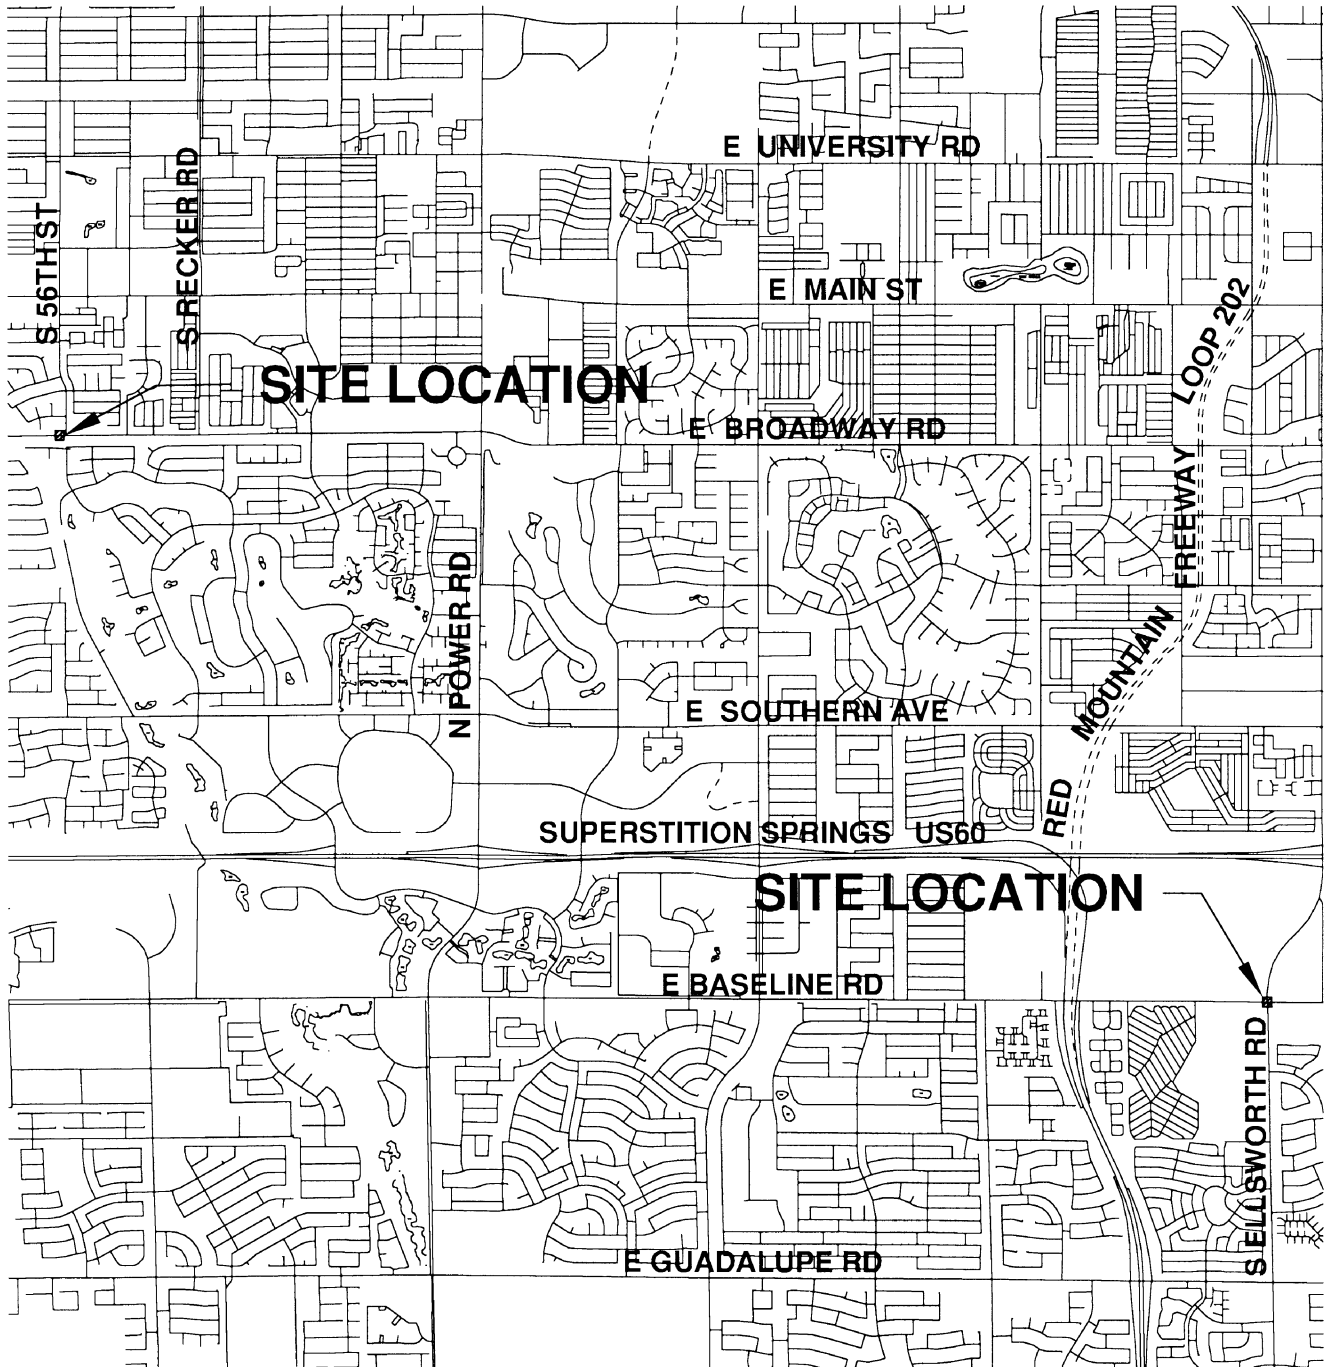 E UNIVERSITY RD
S RECKER RD
S 56TH ST
E MAIN ST
LOOP 202
SITE LOCATION
E BROADWAY RD
FREEWAY
N POWER RD
MOUNTAIN
E SOUTHERN AVE
RED
SUPERSTITION SPRINGS US60
SITE LOCATION
E BASELINE RD
S ELLSWORTH RD
E GUADALUPE RD